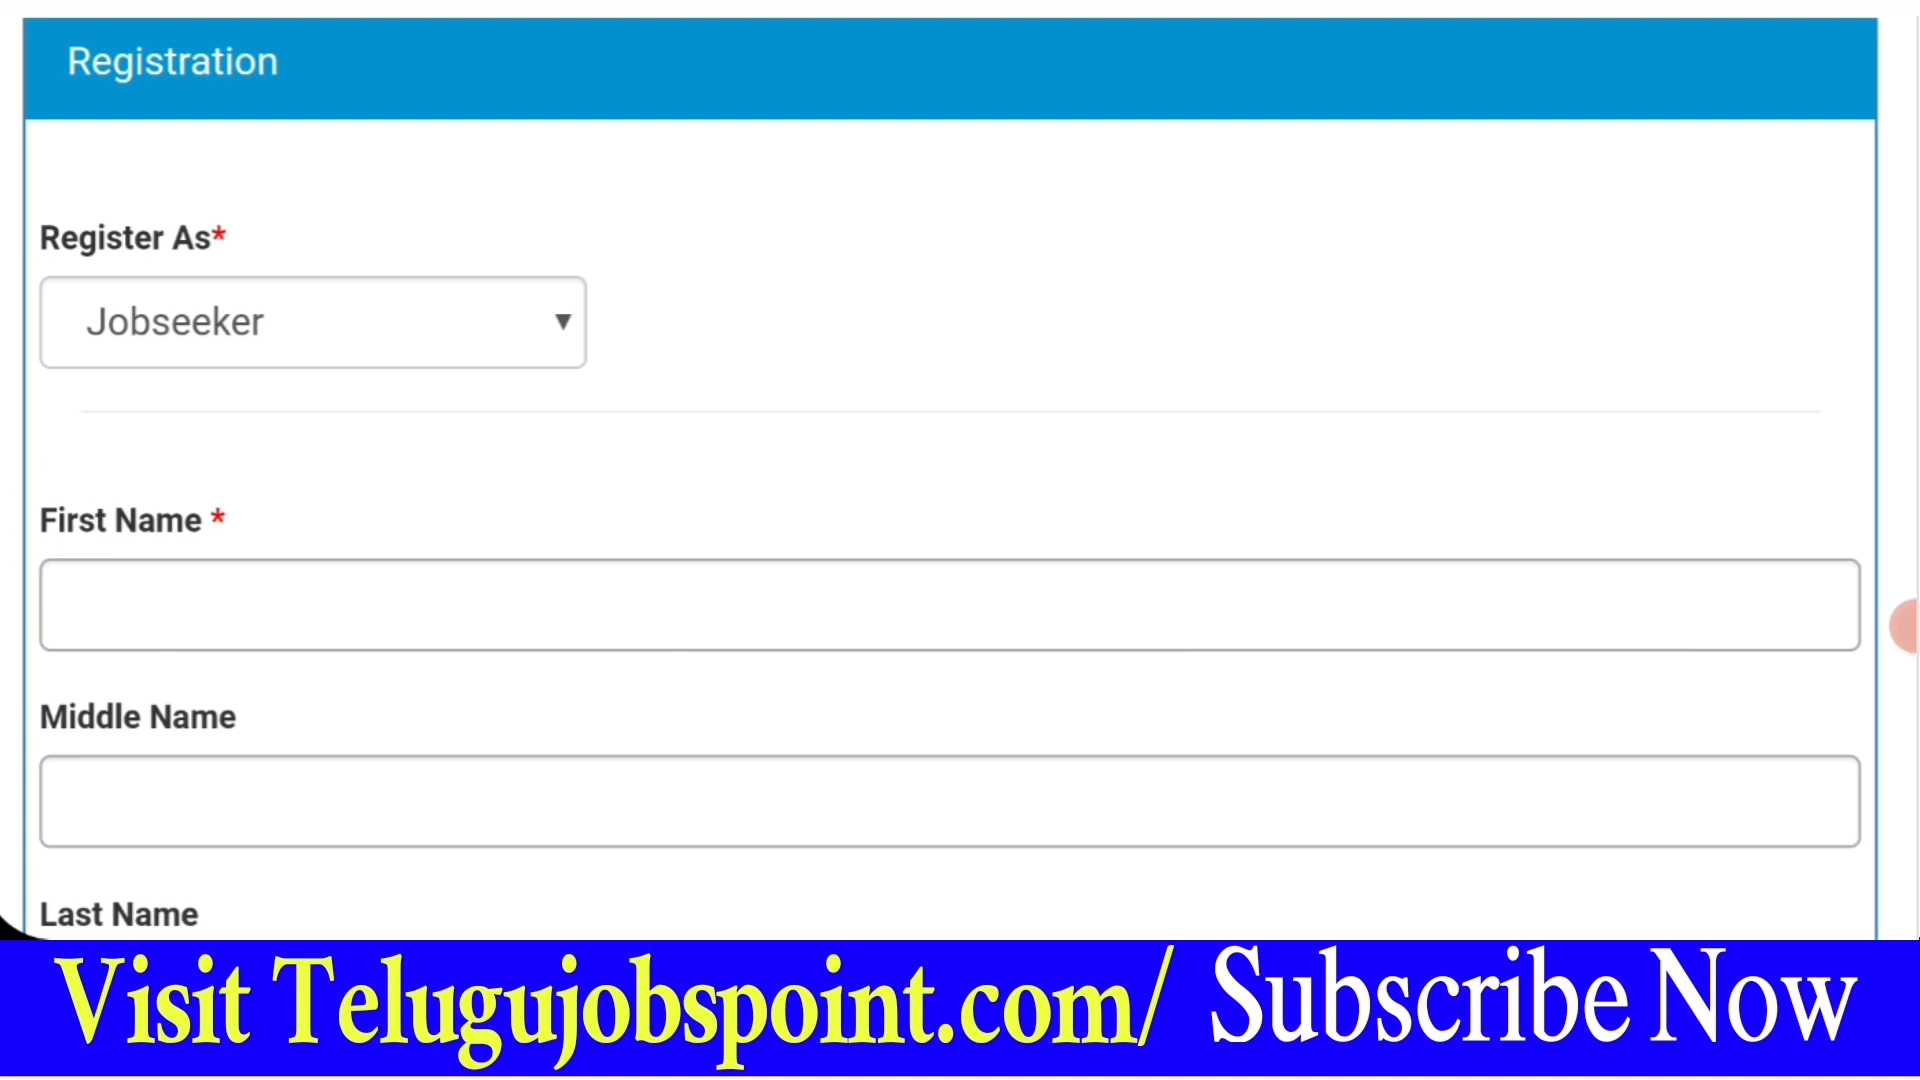 Registration
Register As*
Jobseeker
First Name *
Middle Name
Last Name
Visit Telugujobspoint.com/ Subscribe Now